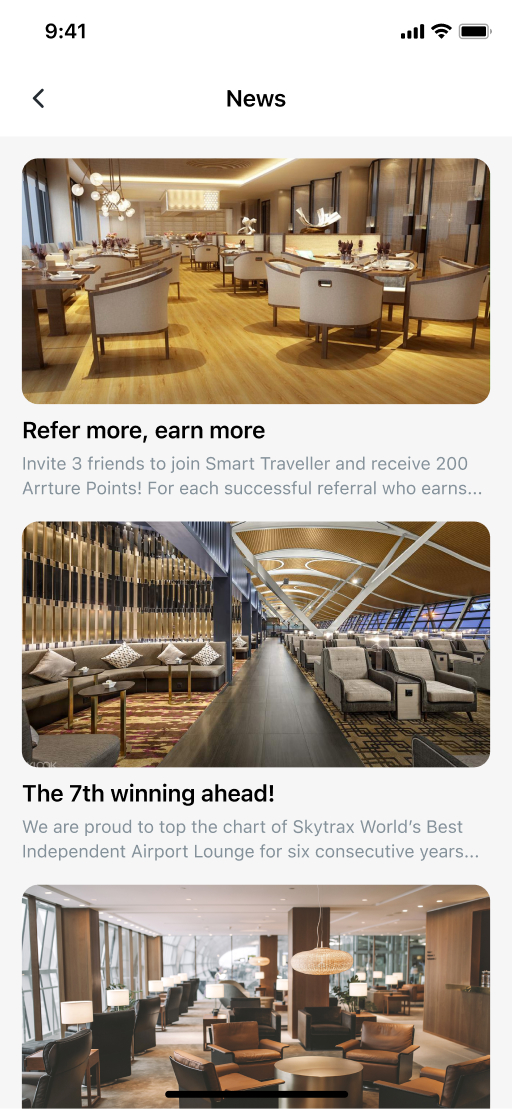 9:41
News
Refer more, earn more
Invite 3 friends to join Smart Traveller and receive 200
Arrture Points! For each successful referral who earns...
KLOOK
The 7th winning ahead!
We are proud to top the chart of Skytrax World's Best
Independent Airport Lounge for six consecutive years...